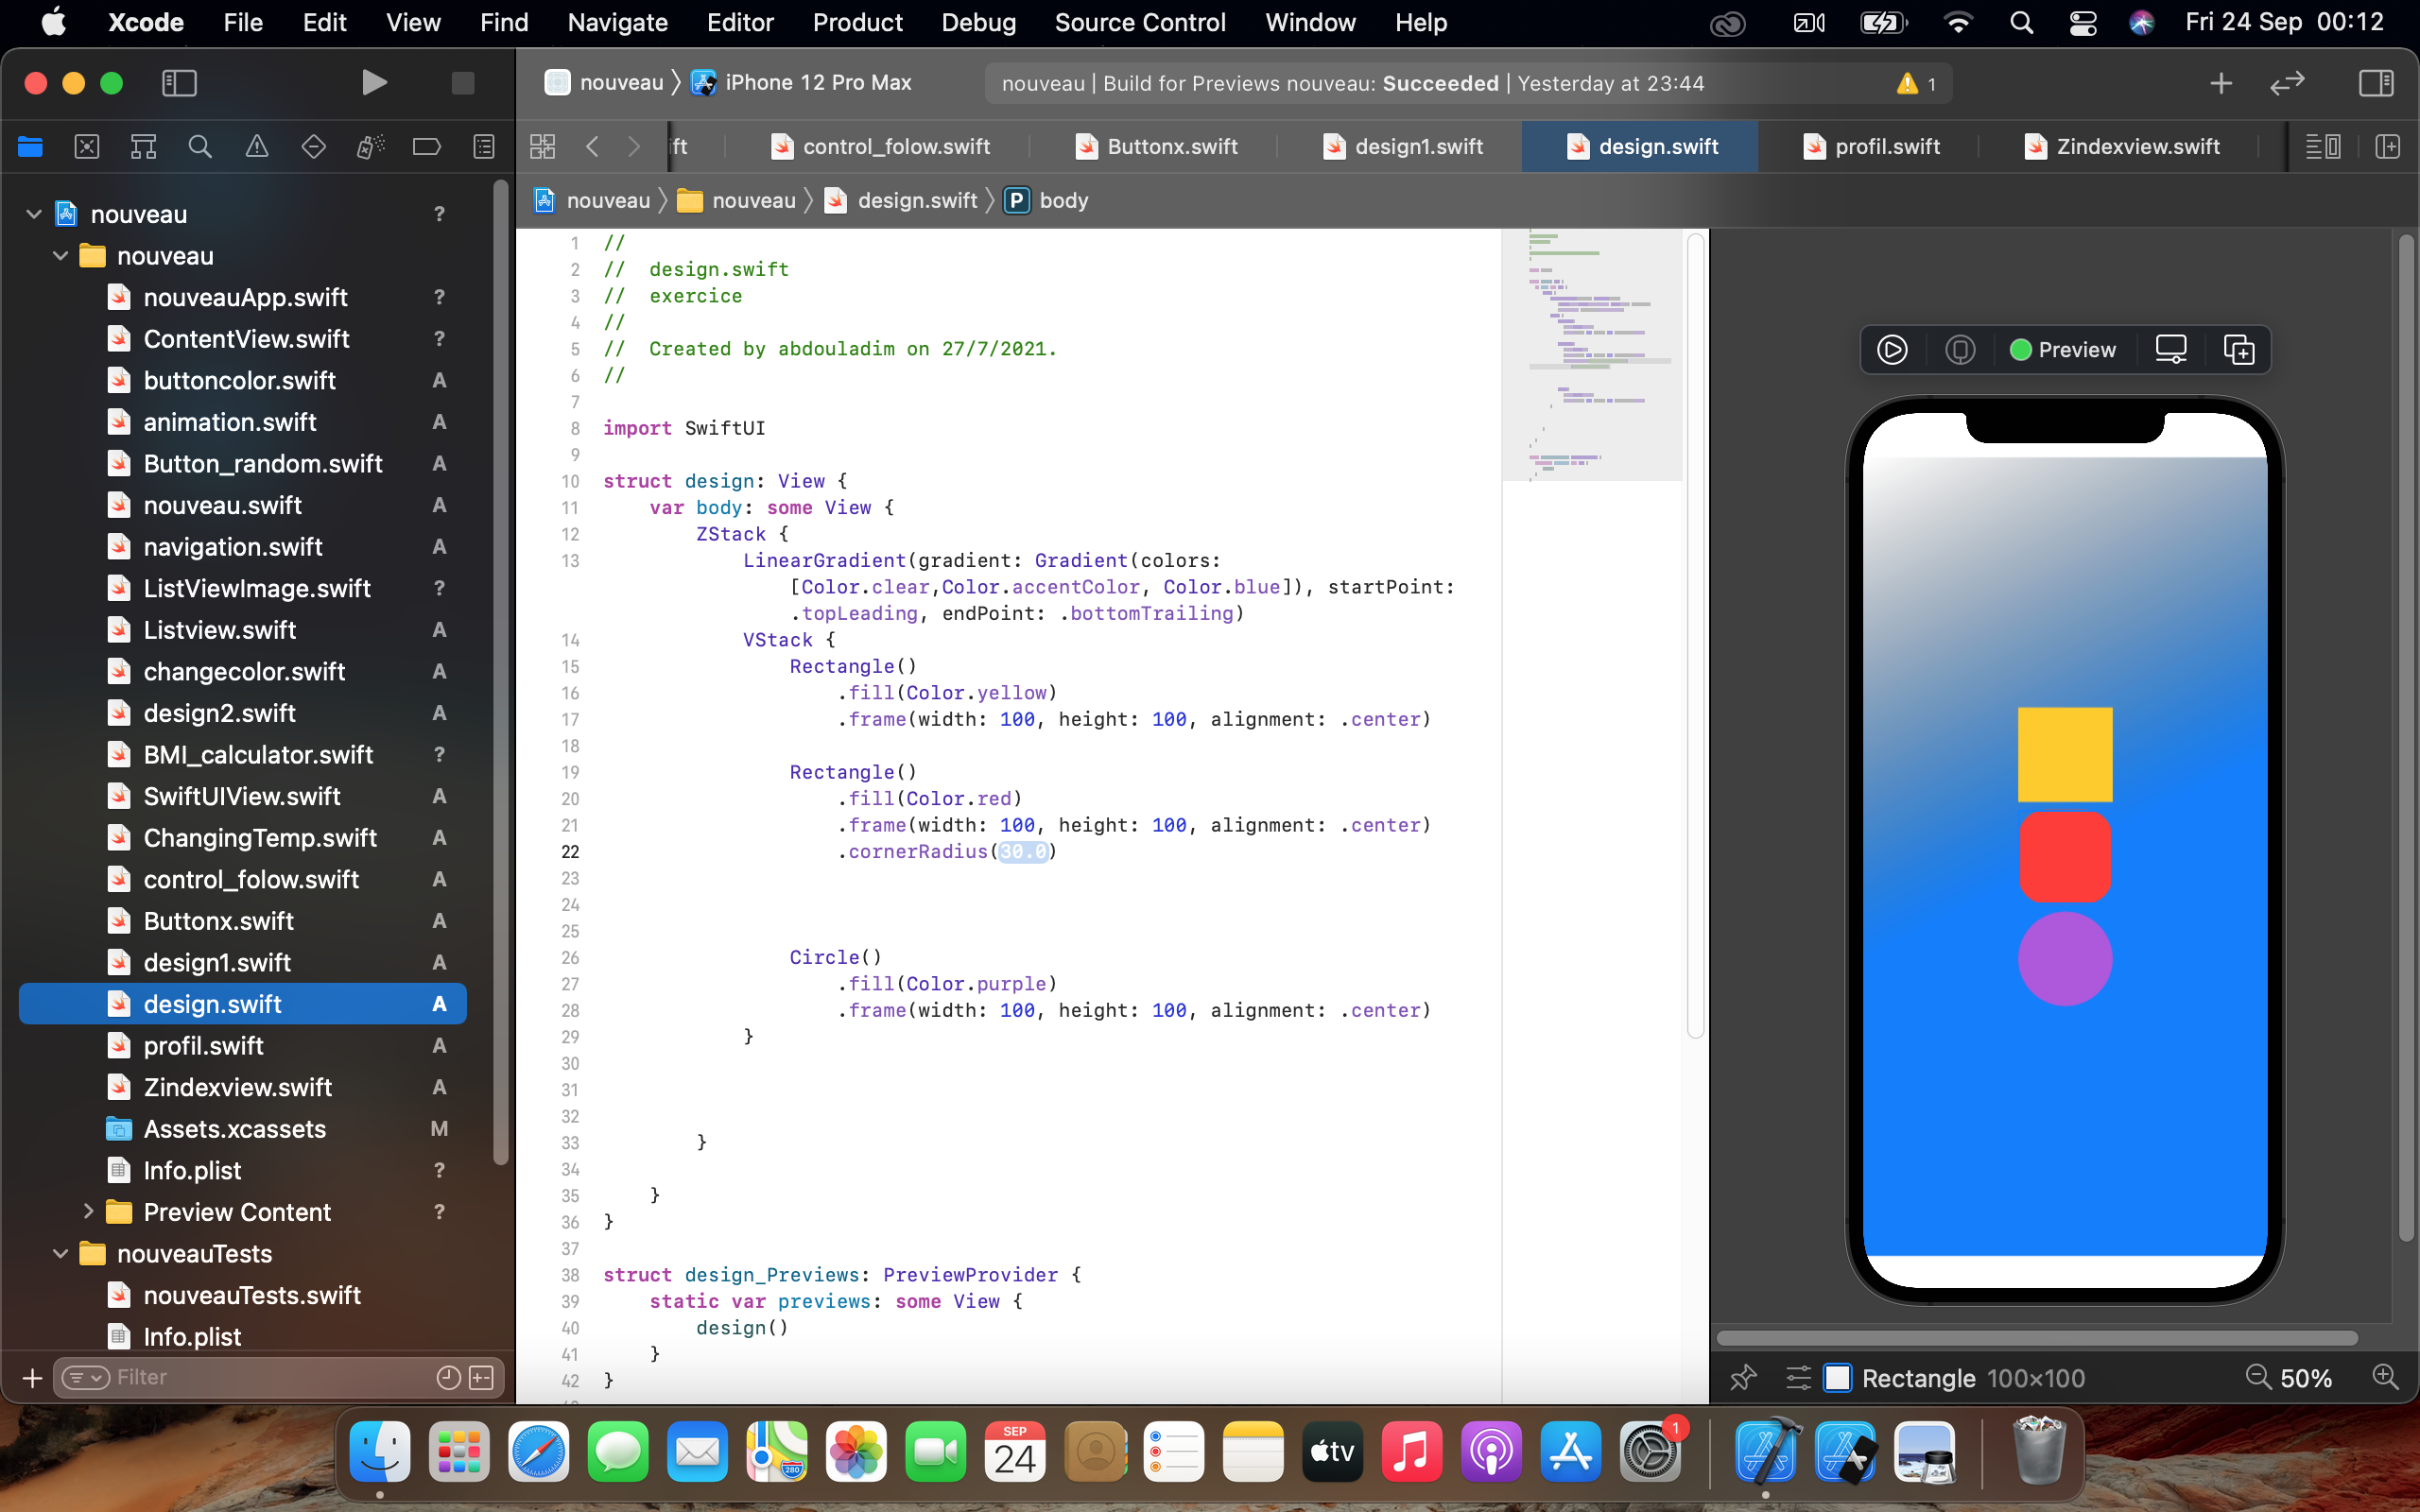 Xcode File Edit View Find Navigate Editor Product Debug Source Control Window Help Fri 24 Sep 00:12
nouveau iPhone 12 Pro Max nouveau | Build for Previews nouveau: Succeeded | Yesterday at 23:44 1
ift control_folow.swift Buttonx.swift design1.swift design.swift profil.swift Zindexview.swift
nouveau nouveau design.swift P body
nouveau ?
nouveau
nouveauApp.swift ?
ContentView.swift ?
buttoncolor.swift A
animation.swift A
Button_random.swift A
nouveau.swift A
navigation.swift A
ListViewImage.swift ?
Listview.swift A
changecolor.swift A
design2.swift A
BMI_calculator.swift ?
SwiftUIView.swift A
ChangingTemp.swift A
control_folow.swift A
Buttonx.swift A
design1.swift A
design.swift A
profil.swift A
Zindexview.swift A
Assets.xcassets M
Info.plist ?
Preview Content ?
nouveauTests
nouveauTests.swift
Info.plist
Filter
1 //
2 //  design.swift
3 //  exercice
4 //
5 //  Created by abdouladim on 27/7/2021.
6 //
7
8 import SwiftUI
9
10 struct design: View {
11 var body: some View {
12 ZStack {
13 LinearGradient(gradient: Gradient(colors:
[Color.clear,Color.accentColor, Color.blue]), startPoint:
.topLeading, endPoint: .bottomTrailing)
14 VStack {
15 Rectangle()
16 .fill(Color.yellow)
17 .frame(width: 100, height: 100, alignment: .center)
18
19 Rectangle()
20 .fill(Color.red)
21 .frame(width: 100, height: 100, alignment: .center)
22 .cornerRadius(30.0)
23
24
25
26 Circle()
27 .fill(Color.purple)
28 .frame(width: 100, height: 100, alignment: .center)
29 }
30
31
32
33 }
34
35 }
36 }
37
38 struct design_Previews: PreviewProvider {
39 static var previews: some View {
40 design()
41 }
42 }
Preview
Rectangle 100×100 50%
SEP
24
280
tv
1